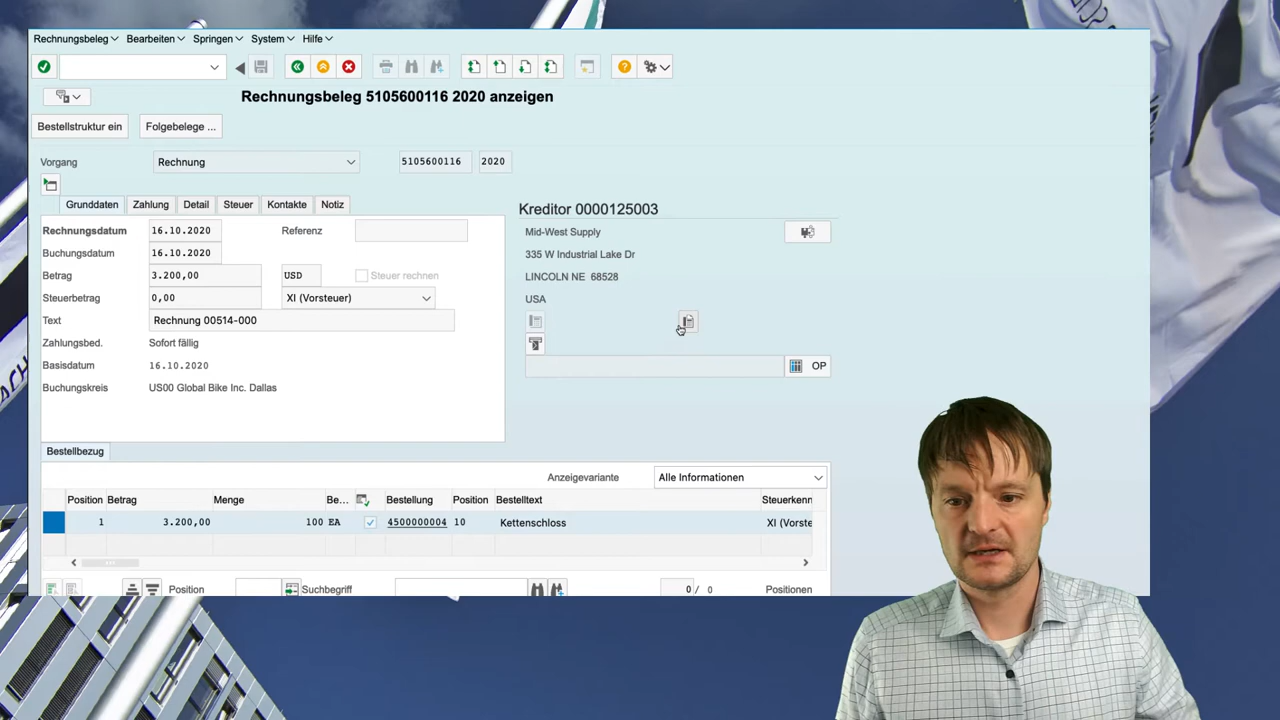 Rechnungsbeleg Bearbeiten Springen System Hilfe
Rechnungsbeleg 5105600116 2020 anzeigen
Bestellstruktur ein Folgebelege ...
Vorgang Rechnung 5105600116 2020
Grunddaten Zahlung Detail Steuer Kontakte Notiz
Rechnungsdatum 16.10.2020 Referenz
Buchungsdatum 16.10.2020
Betrag 3.200,00 USD Steuer rechnen
Steuerbetrag 0,00 XI (Vorsteuer)
Text Rechnung 00514-000
Zahlungsbed. Sofort fällig
Basisdatum 16.10.2020
Buchungskreis US00 Global Bike Inc. Dallas
Kreditor 0000125003
Mid-West Supply
335 W Industrial Lake Dr
LINCOLN NE 68528
USA
OP
Bestellbezug
Anzeigevariante Alle Informationen
Position Betrag Menge Be... Bestellung Position Bestelltext Steuerkenn
1 3.200,00 100 EA 4500000004 10 Kettenschloss XI (Vorste
Position Suchbegriff 0 / 0 Positionen